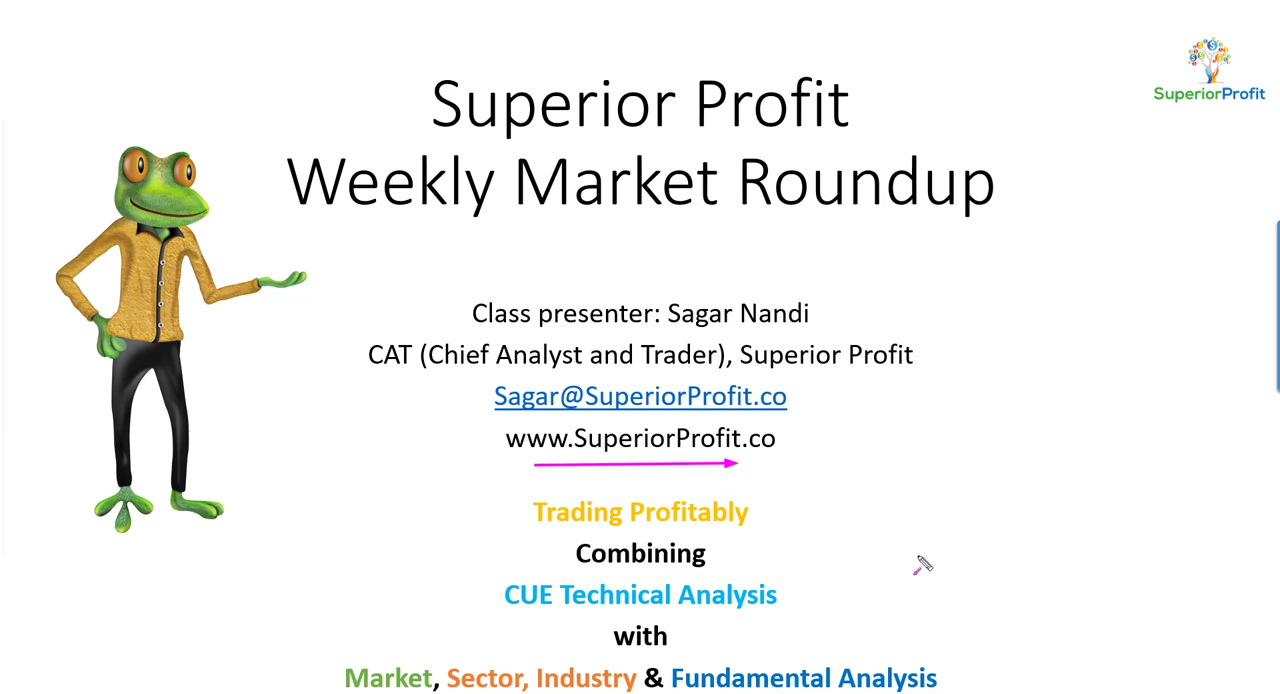 SuperiorProfit
Superior Profit
Weekly Market Roundup
Class presenter: Sagar Nandi
CAT (Chief Analyst and Trader), Superior Profit
Sagar@SuperiorProfit.co
www.SuperiorProfit.co
Trading Profitably
Combining
CUE Technical Analysis
with
Market, Sector, Industry & Fundamental Analysis